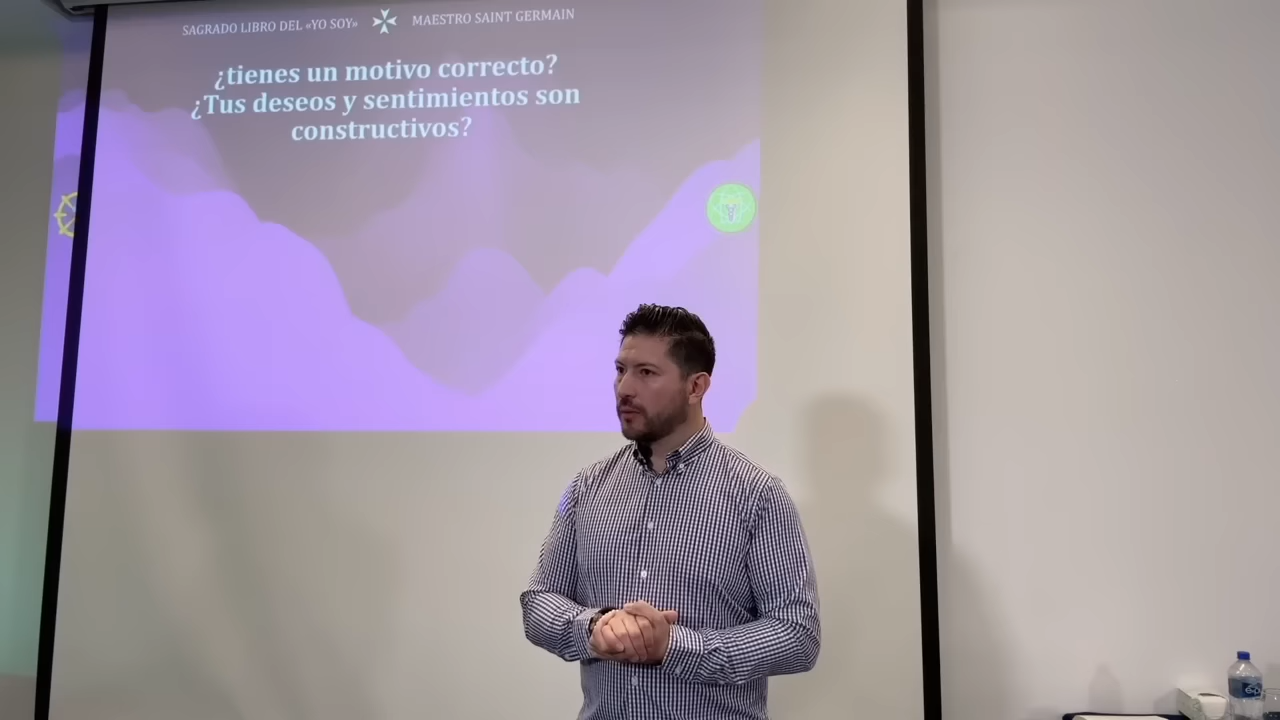 SAGRADO LIBRO DEL «YO SOY» MAESTRO SAINT GERMAIN
¿tienes un motivo correcto?
¿Tus deseos y sentimientos son
constructivos?